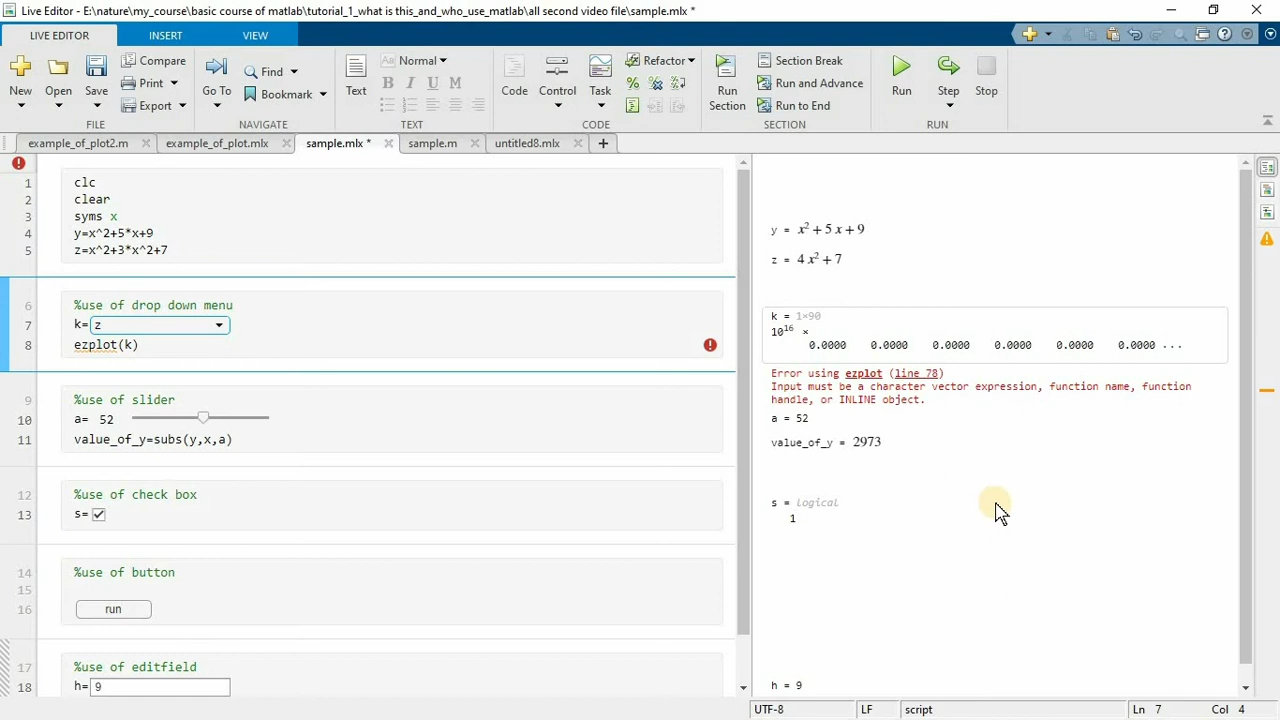 Live Editor - E:\nature\my_course\basic course of matlab\tutorial_1_what is this_and_who_use_matlab\all second video file\sample.mlx *
LIVE EDITOR
INSERT
VIEW
New
Open
Save
Compare
Print
Export
FILE
Go To
Find
Bookmark
NAVIGATE
Text
Aa Normal
B I U M
TEXT
Code
Control
Task
Refactor
CODE
Run Section
Section Break
Run and Advance
Run to End
SECTION
Run
Step
Stop
RUN
example_of_plot2.m
example_of_plot.mlx
sample.mlx *
sample.m
untitled8.mlx
1 clc
2 clear
3 syms x
4 y=x^2+5*x+9
5 z=x^2+3*x^2+7
6 %use of drop down menu
7 k= z
8 ezplot(k)
9 %use of slider
10 a= 52
11 value_of_y=subs(y,x,a)
12 %use of check box
13 s=
14 %use of button
15
16 run
17 %use of editfield
18 h= 9
y = x² + 5 x + 9
z = 4 x² + 7
k = 1×90
10¹⁶ ×
0.0000 0.0000 0.0000 0.0000 0.0000 0.0000 ...
Error using ezplot (line 78)
Input must be a character vector expression, function name, function
handle, or INLINE object.
a = 52
value_of_y = 2973
s = logical
1
h = 9
UTF-8
LF
script
Ln 7
Col 4